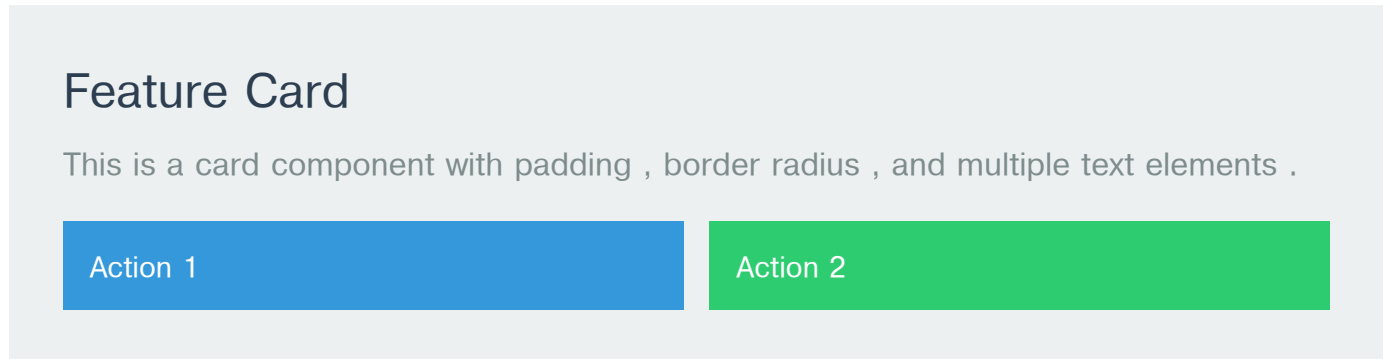 Feature Card
This is a card component with padding , border radius , and multiple text elements .
Action 1
Action 2